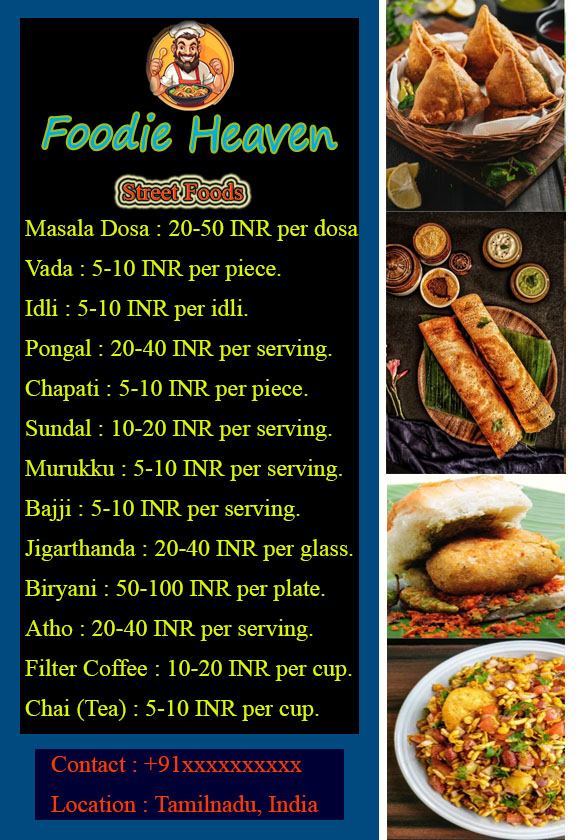 Foodie Heaven
Street Foods
Masala Dosa : 20-50 INR per dosa
Vada : 5-10 INR per piece.
Idli : 5-10 INR per idli.
Pongal : 20-40 INR per serving.
Chapati : 5-10 INR per piece.
Sundal : 10-20 INR per serving.
Murukku : 5-10 INR per serving.
Bajji : 5-10 INR per serving.
Jigarthanda : 20-40 INR per glass.
Biryani : 50-100 INR per plate.
Atho : 20-40 INR per serving.
Filter Coffee : 10-20 INR per cup.
Chai (Tea) : 5-10 INR per cup.
Contact : +91xxxxxxxxxx
Location : Tamilnadu, India